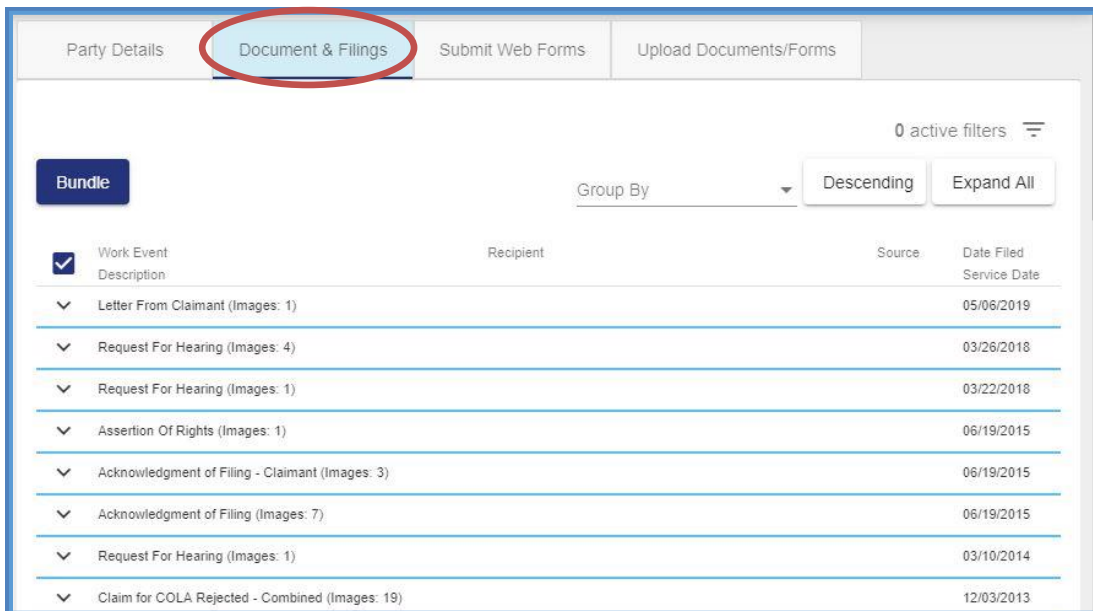 Party Details Document & Filings Submit Web Forms Upload Documents/Forms
0 active filters
Bundle Group By Descending Expand All
Work Event Recipient Source Date Filed
Description Service Date
Letter From Claimant (Images: 1) 05/06/2019
Request For Hearing (Images: 4) 03/26/2018
Request For Hearing (Images: 1) 03/22/2018
Assertion Of Rights (Images: 1) 06/19/2015
Acknowledgment of Filing - Claimant (Images: 3) 06/19/2015
Acknowledgment of Filing (Images: 7) 06/19/2015
Request For Hearing (Images: 1) 03/10/2014
Claim for COLA Rejected - Combined (Images: 19) 12/03/2013